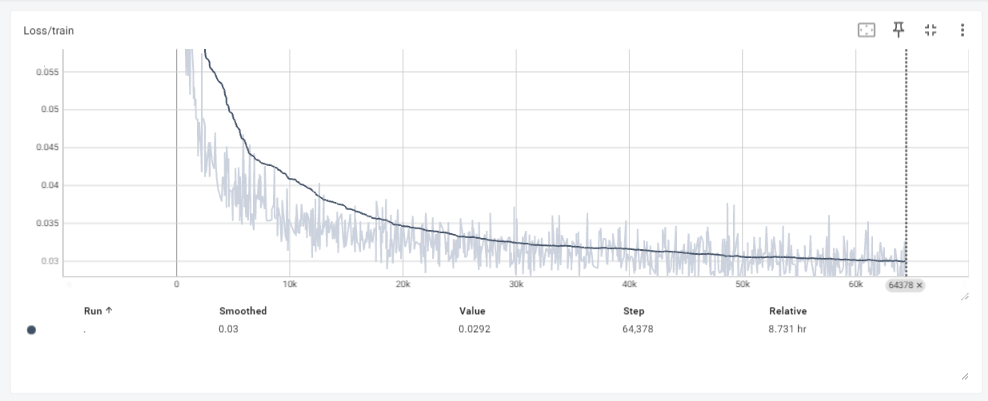 Loss/train
0.055
0.05
0.045
0.04
0.035
0.03
0 10k 20k 30k 40k 50k 60k 64378 ×
Run ↑ Smoothed Value Step Relative
. 0.03 0.0292 64,378 8.731 hr